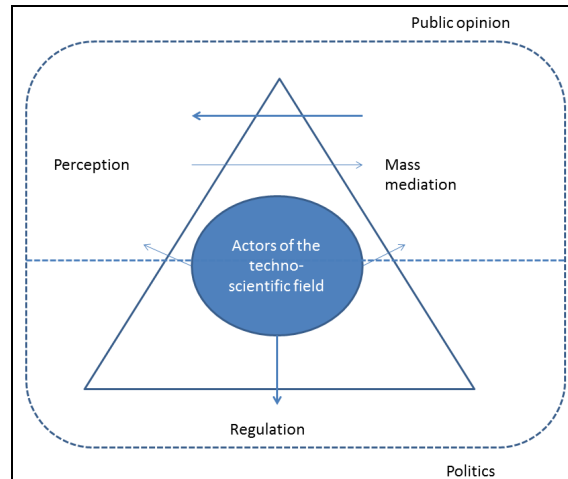 Public opinion
Perception
Mass
mediation
Actors of the
techno-
scientific field
Regulation
Politics